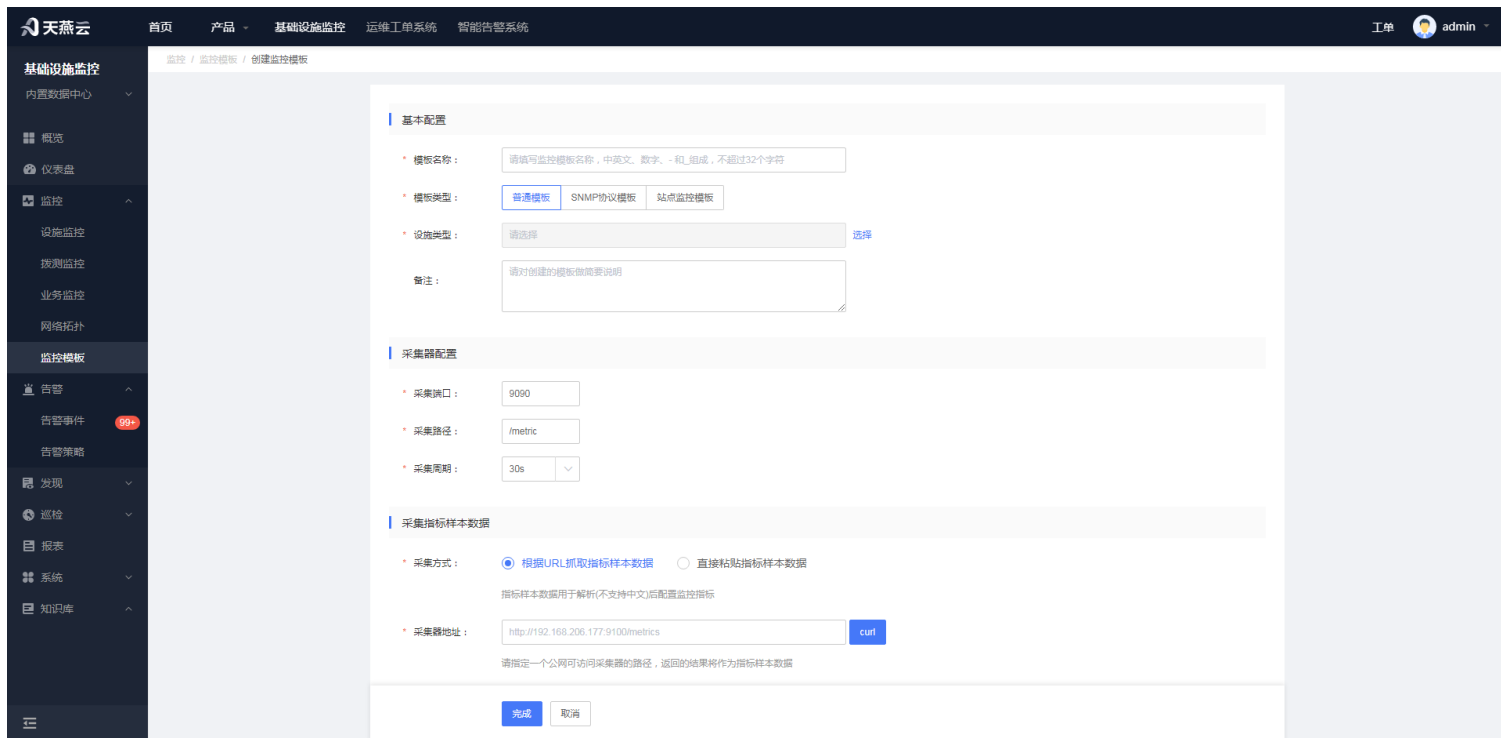 天燕云
首页 产品 基础设施监控 运维工单系统 智能告警系统 工单 admin
基础设施监控
内置数据中心
概览
仪表盘
监控
设施监控
拨测监控
业务监控
网络拓扑
监控模板
告警
告警事件 99+
告警策略
发现
巡检
报表
系统
知识库
监控 / 监控模板 / 创建监控模板
基本配置
* 模板名称： 请填写监控模板名称，中英文、数字、- 和_组成，不超过32个字符
* 模板类型： 普通模板 SNMP协议模板 站点监控模板
* 设施类型： 请选择 选择
备注： 请对创建的模板做简要说明
采集器配置
* 采集端口： 9090
* 采集路径： /metric
* 采集周期： 30s
采集指标样本数据
* 采集方式： 根据URL抓取指标样本数据 直接粘贴指标样本数据
指标样本数据用于解析(不支持中文)后配置监控指标
* 采集器地址： http://192.168.206.177:9100/metrics curl
请指定一个公网可访问采集器的路径，返回的结果将作为指标样本数据
完成 取消